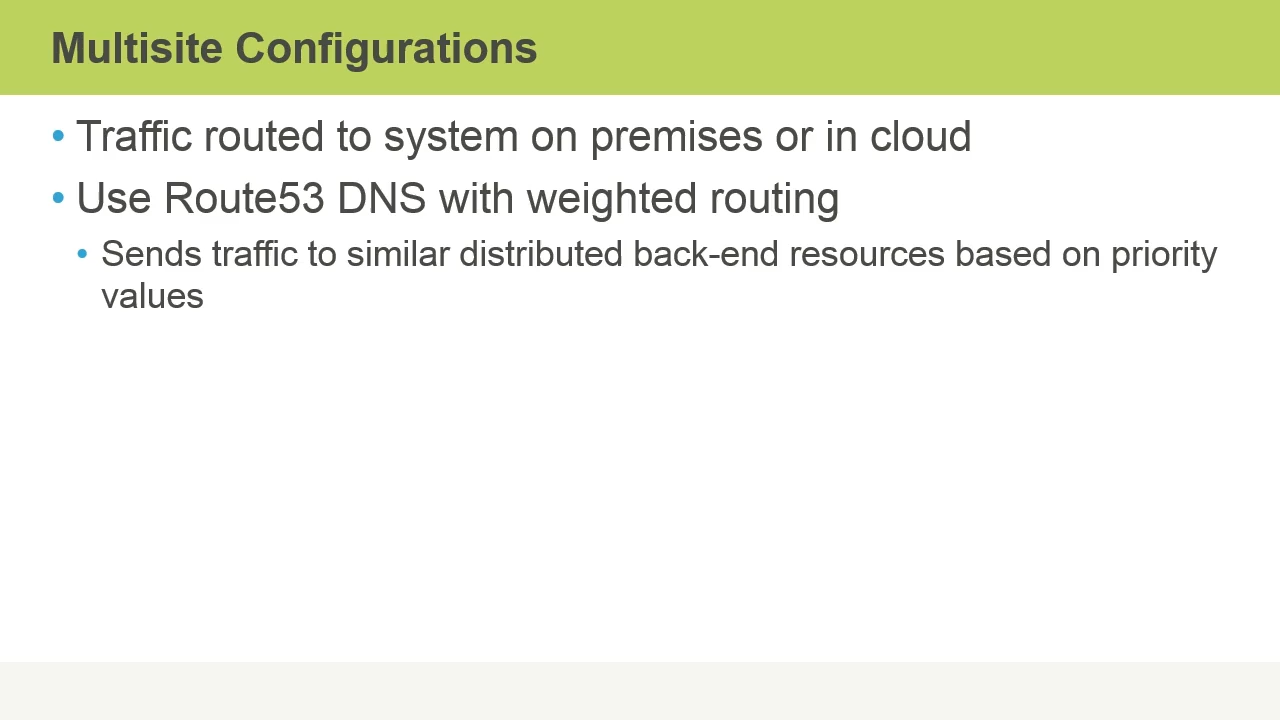 Multisite Configurations
• Traffic routed to system on premises or in cloud
• Use Route53 DNS with weighted routing
• Sends traffic to similar distributed back-end resources based on priority
values